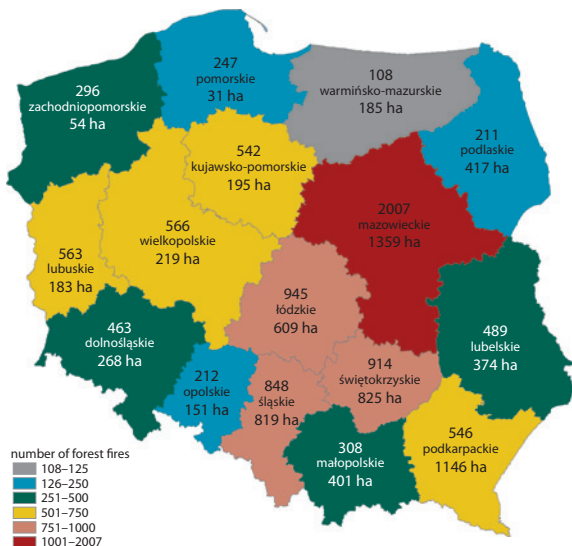 296
zachodniopomorskie
54 ha
247
pomorskie
31 ha
108
warmińsko-mazurskie
185 ha
211
podlaskie
417 ha
542
kujawsko-pomorskie
195 ha
2007
mazowieckie
1359 ha
566
wielkopolskie
219 ha
563
lubuskie
183 ha
945
łódzkie
609 ha
463
dolnośląskie
268 ha
489
lubelskie
374 ha
914
świętokrzyskie
825 ha
212
opolskie
151 ha
848
śląskie
819 ha
546
podkarpackie
1146 ha
308
małopolskie
401 ha
number of forest fires
108–125
126–250
251–500
501–750
751–1000
1001–2007